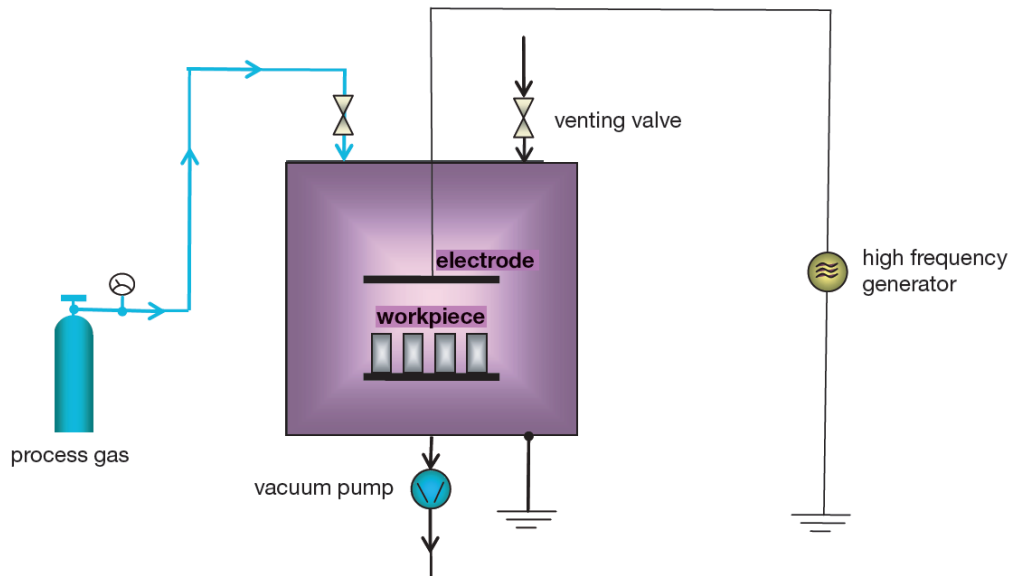 venting valve
electrode
high frequency
generator
workpiece
process gas
vacuum pump